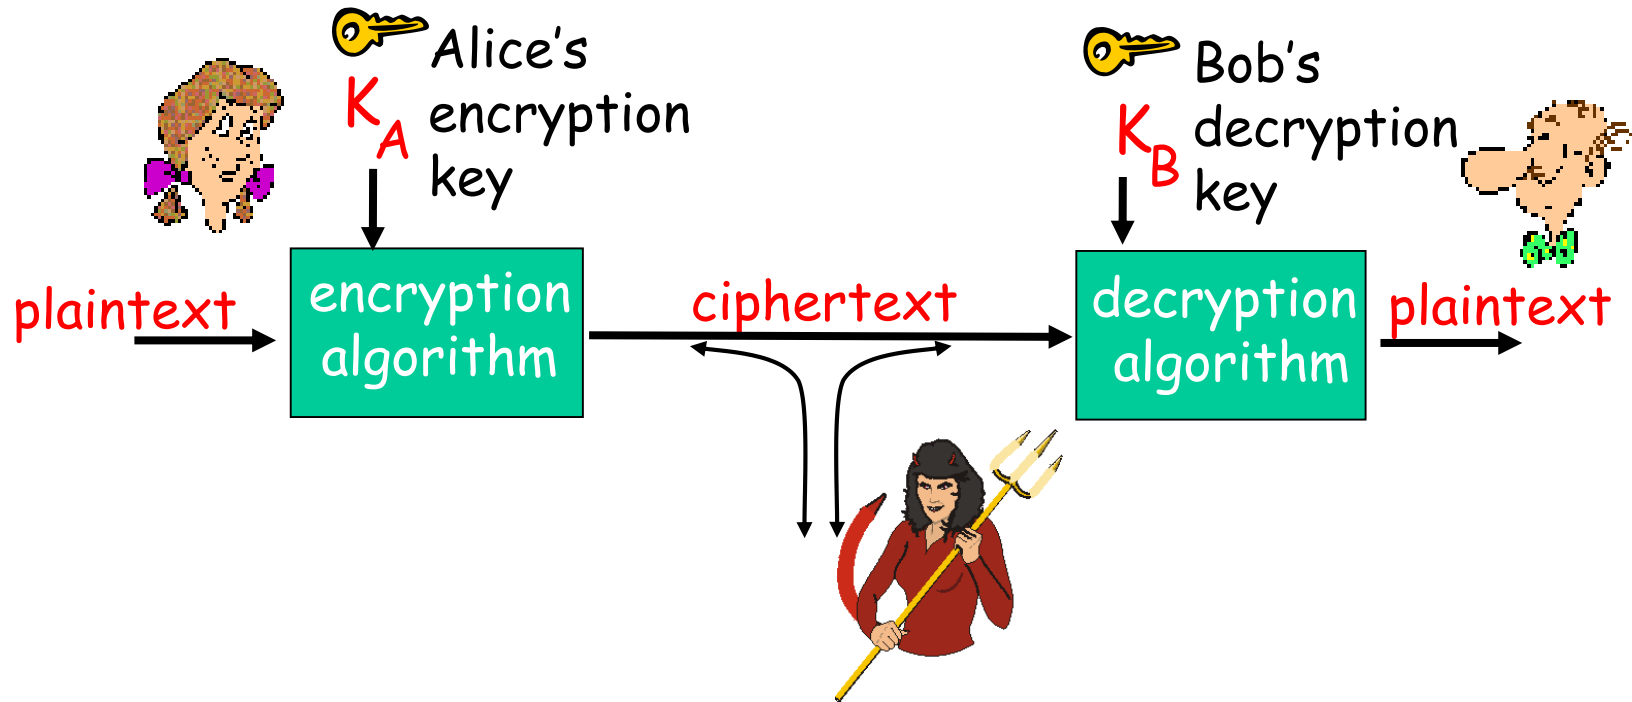 Alice's
encryption
key
K
A
Bob's
decryption
key
K
B
plaintext
encryption
algorithm
ciphertext
decryption
algorithm
plaintext